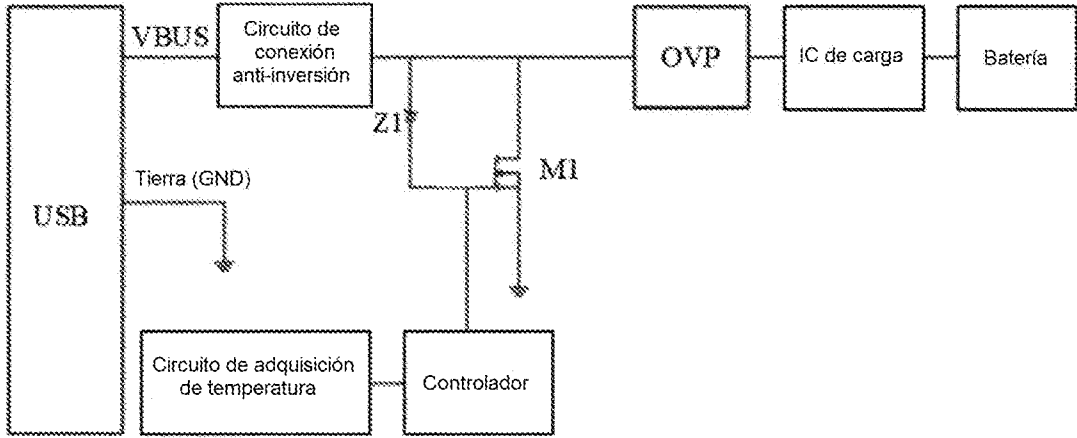 VBUS
Circuito de
conexión
anti-inversión
OVP
IC de carga
Batería
Z1
M1
Tierra (GND)
USB
Circuito de adquisición
de temperatura
Controlador